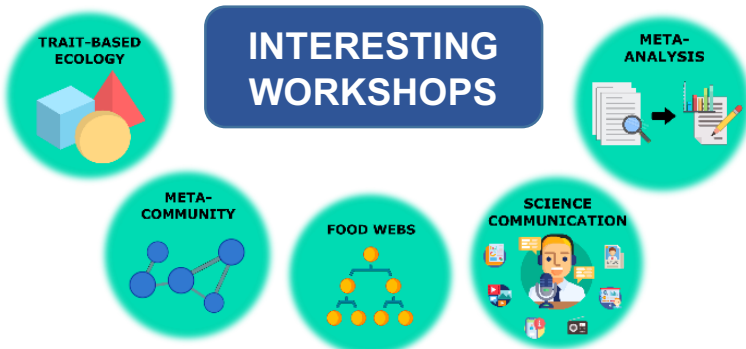 INTERESTING
WORKSHOPS
TRAIT-BASED
ECOLOGY
META-
COMMUNITY
FOOD WEBS
SCIENCE
COMMUNICATION
META-
ANALYSIS